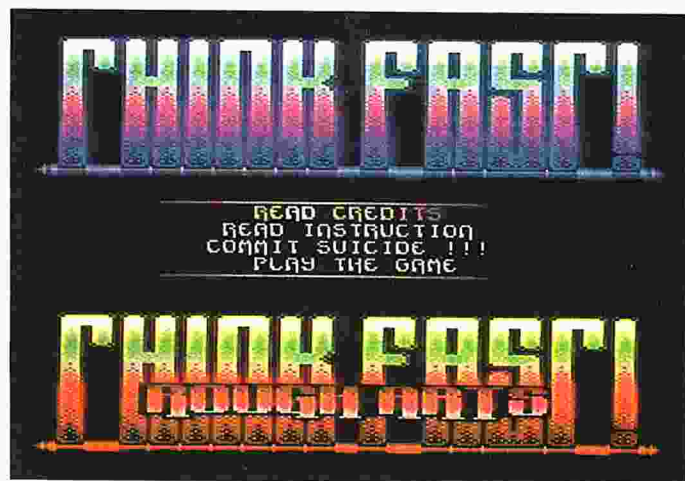 THINK FAST!
READ CREDITS
READ INSTRUCTION
COMMIT SUICIDE !!!
PLAY THE GAME
THINK FAST!
ROUGH ARTS